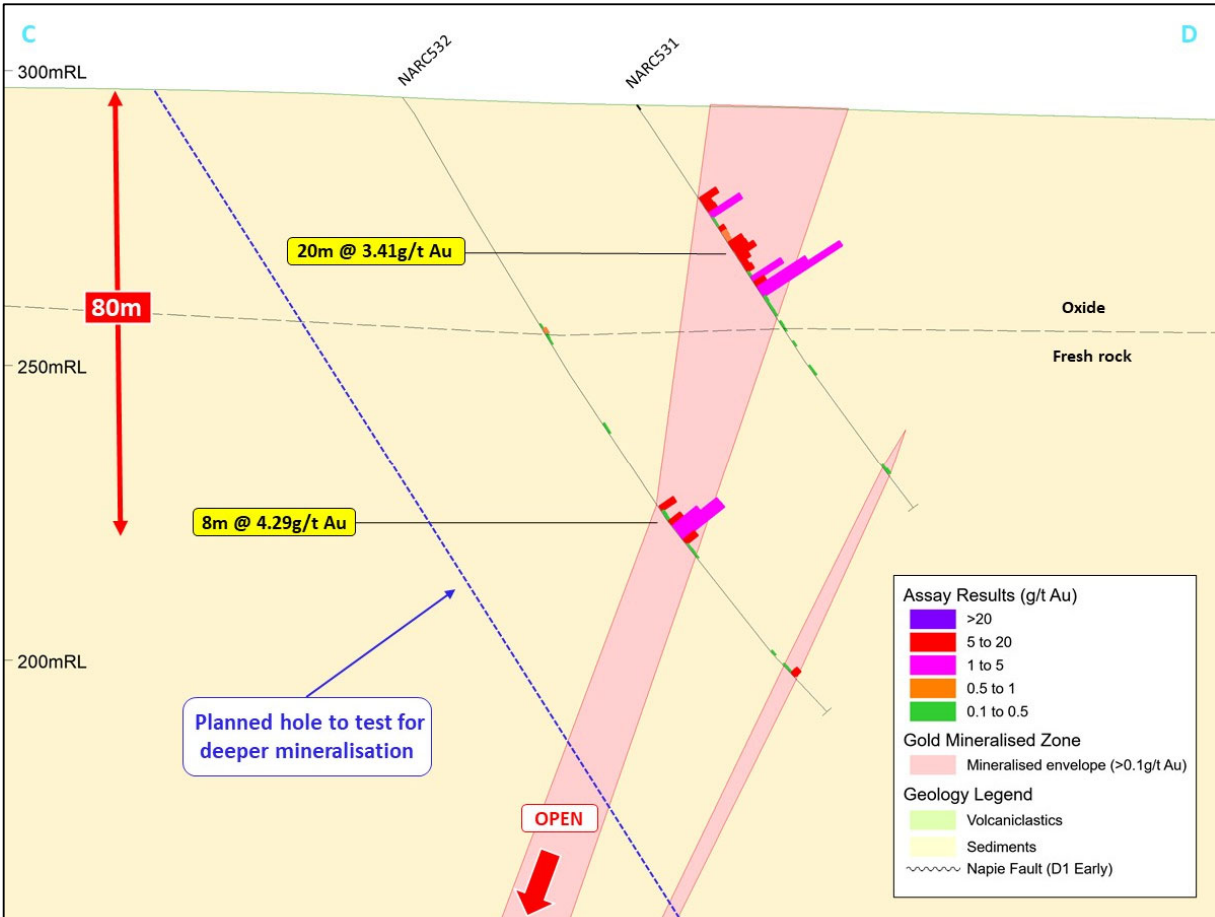 C
D
NARC532
NARC531
300mRL
20m @ 3.41g/t Au
80m
Oxide
Fresh rock
250mRL
8m @ 4.29g/t Au
200mRL
Planned hole to test for
deeper mineralisation
OPEN
Assay Results (g/t Au)
>20
5 to 20
1 to 5
0.5 to 1
0.1 to 0.5
Gold Mineralised Zone
Mineralised envelope (>0.1g/t Au)
Geology Legend
Volcaniclastics
Sediments
Napie Fault (D1 Early)